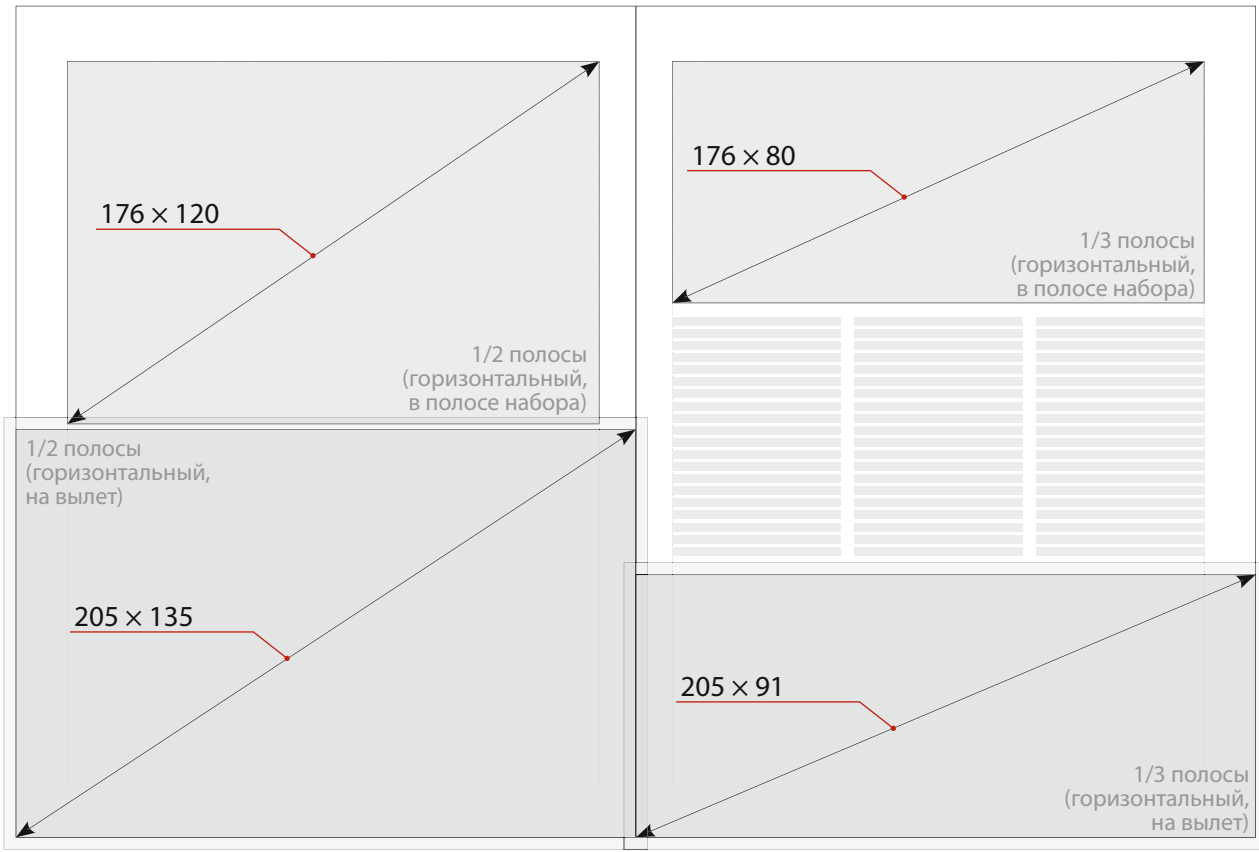 176 × 120
1/2 полосы
(горизонтальный,
в полосе набора)
1/2 полосы
(горизонтальный,
на вылет)
205 × 135
176 × 80
1/3 полосы
(горизонтальный,
в полосе набора)
205 × 91
1/3 полосы
(горизонтальный,
на вылет)